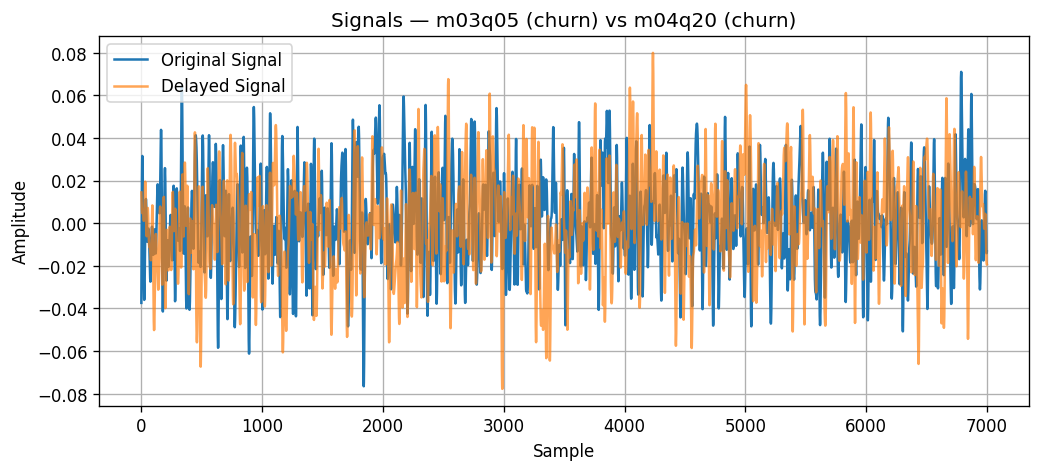 Signals — m03q05 (churn) vs m04q20 (churn)
Original Signal
Delayed Signal
Amplitude
0.08
0.06
0.04
0.02
0.00
−0.02
−0.04
−0.06
−0.08
0 1000 2000 3000 4000 5000 6000 7000
Sample